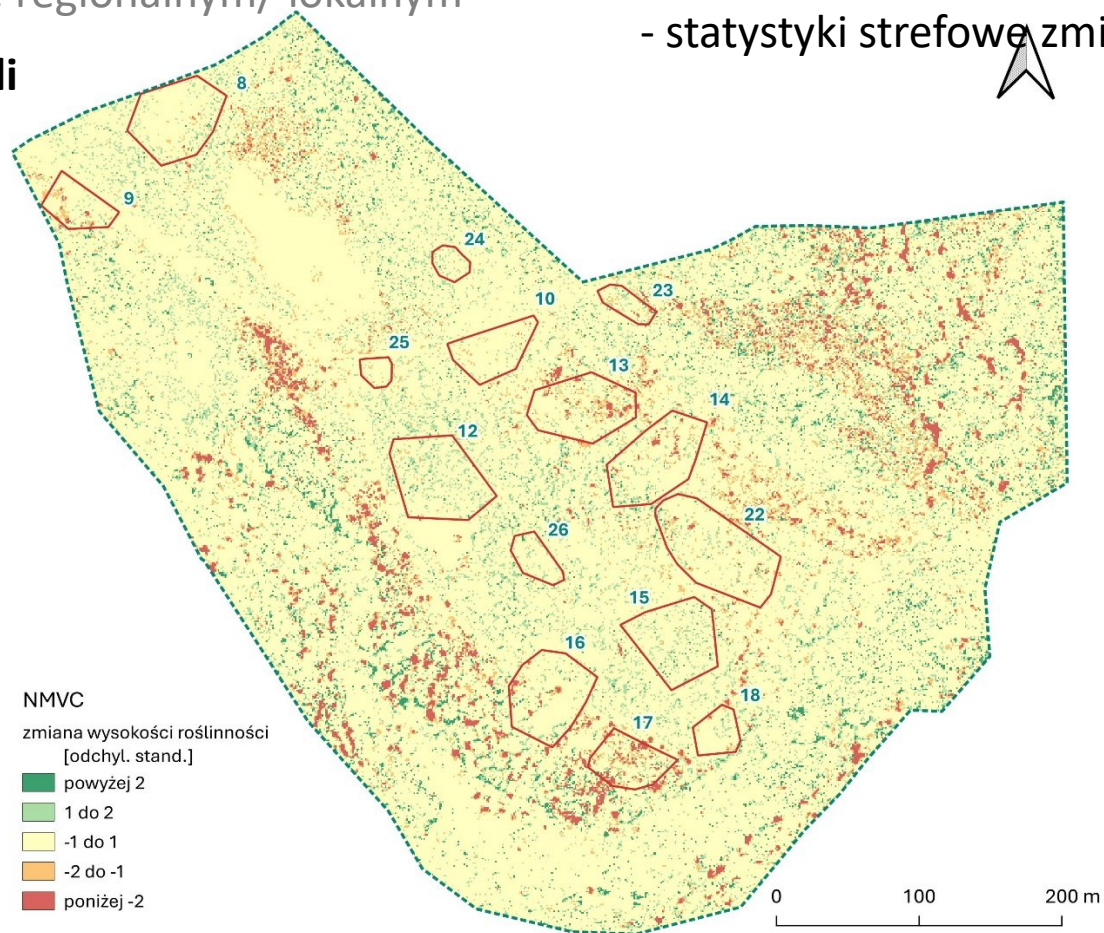 regionalnym/ lokalnym
- statystyki strefowe zmi
li
8
9
24
10
23
25
13
14
12
22
26
15
16
18
17
NMVC
zmiana wysokości roślinności
[odchyl. stand.]
powyżej 2
1 do 2
-1 do 1
-2 do -1
poniżej -2
0 100 200 m